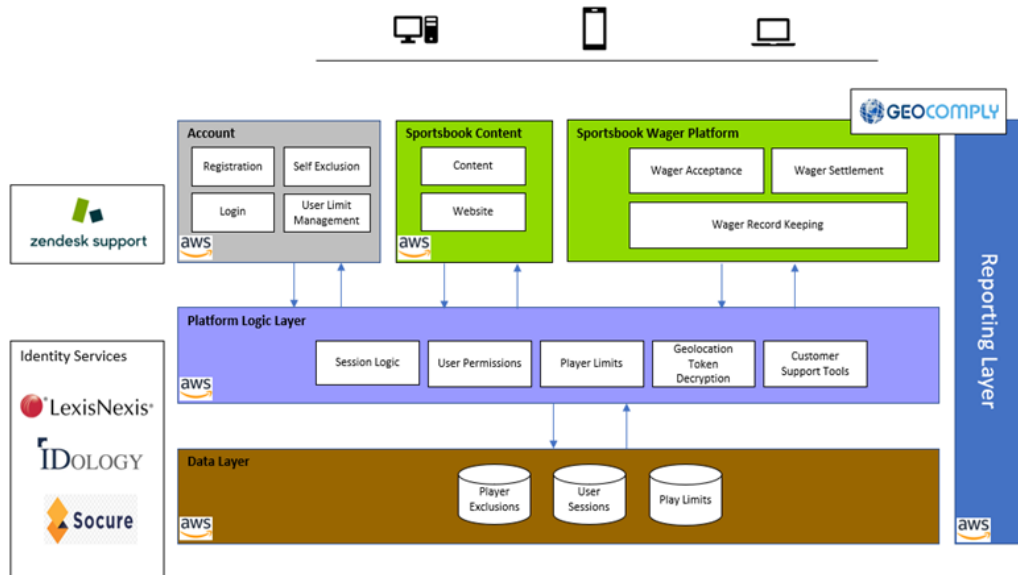 GEOCOMPLY
Account
Registration
Self Exclusion
Login
User Limit
Management
aws
Sportsbook Content
Content
Website
aws
Sportsbook Wager Platform
Wager Acceptance
Wager Settlement
Wager Record Keeping
zendesk support
Reporting Layer
aws
Platform Logic Layer
Session Logic
User Permissions
Player Limits
Geolocation
Token
Decryption
Customer
Support Tools
aws
Identity Services
LexisNexis®
IDOLOGY
Socure
Data Layer
Player
Exclusions
User
Sessions
Play Limits
aws